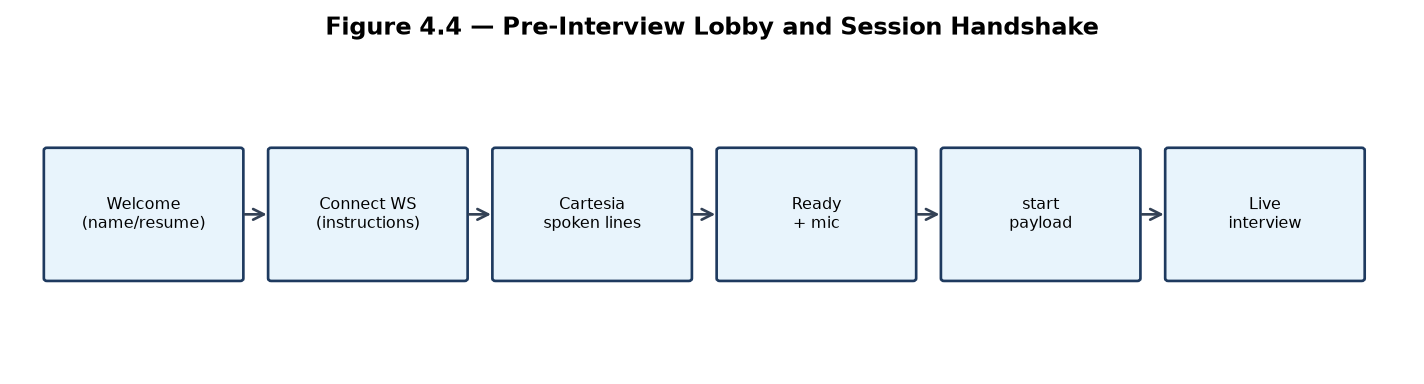 Figure 4.4 — Pre-Interview Lobby and Session Handshake
Welcome
(name/resume)
Connect WS
(instructions)
Cartesia
spoken lines
Ready
+ mic
start
payload
Live
interview